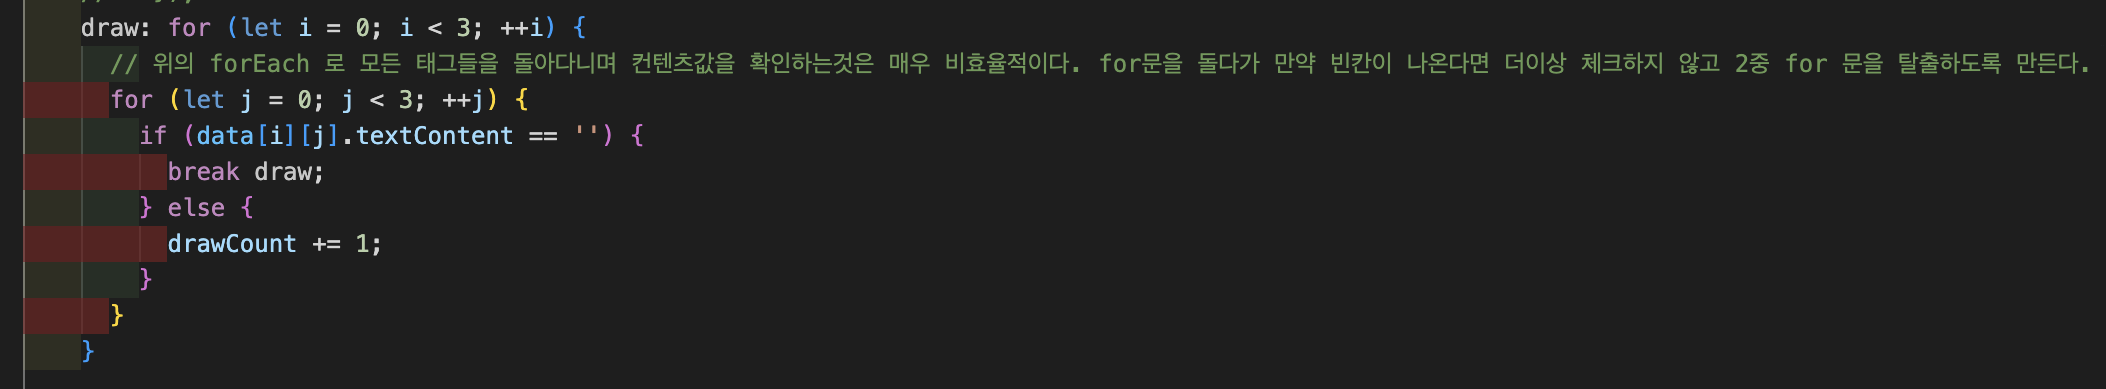 draw: for (let i = 0; i < 3; ++i) {
// 위의 forEach 로 모든 태그들을 돌아다니며 컨텐츠값을 확인하는것은 매우 비효율적이다. for문을 돌다가 만약 빈칸이 나온다면 더이상 체크하지 않고 2중 for 문을 탈출하도록 만든다.
for (let j = 0; j < 3; ++j) {
if (data[i][j].textContent == '') {
break draw;
} else {
drawCount += 1;
}
}
}